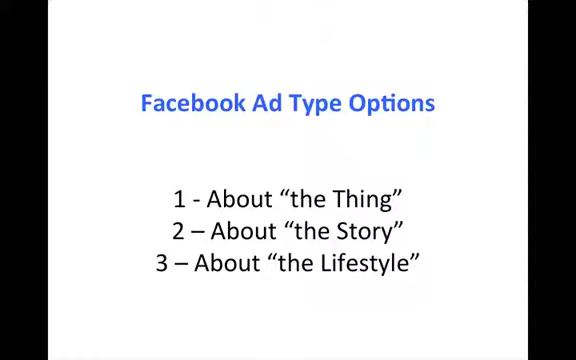 Facebook Ad Type Options
1 - About “the Thing”
2 – About “the Story”
3 – About “the Lifestyle”